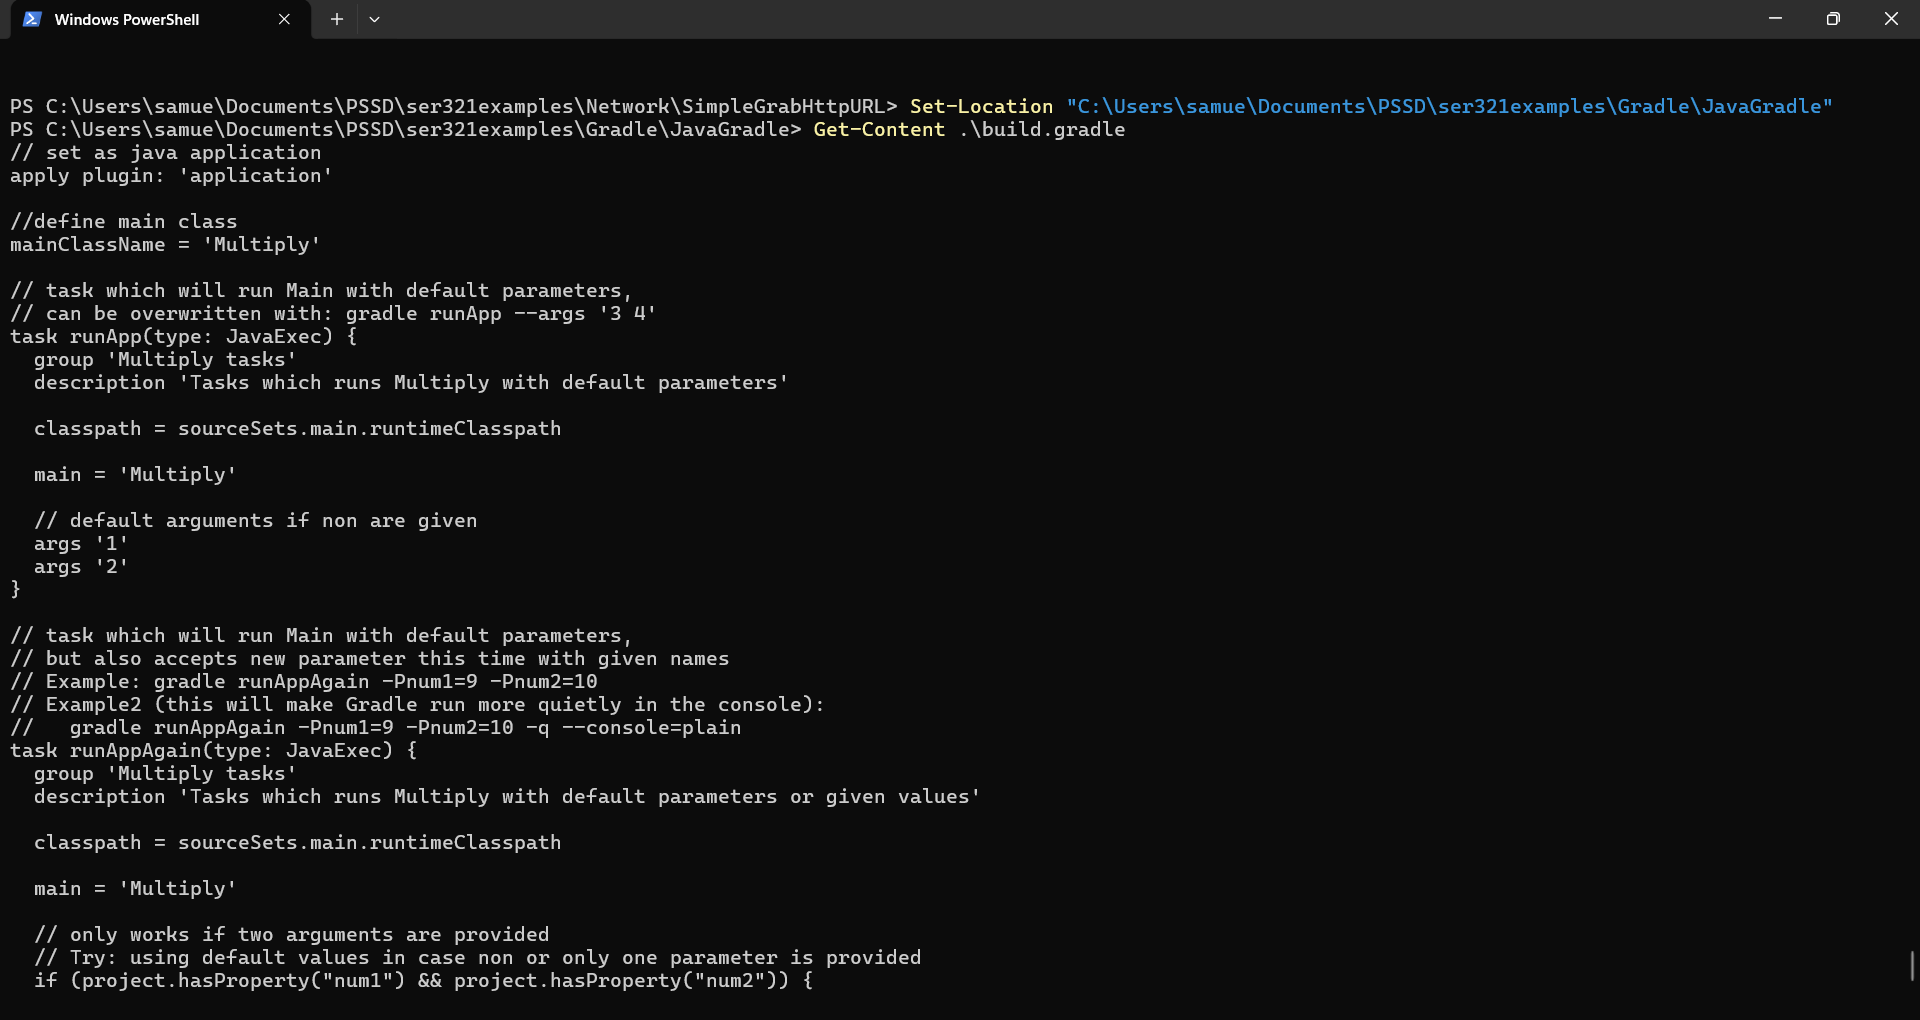 Windows PowerShell
PS C:\Users\samue\Documents\PSSD\ser321examples\Network\SimpleGrabHttpURL> Set-Location "C:\Users\samue\Documents\PSSD\ser321examples\Gradle\JavaGradle"
PS C:\Users\samue\Documents\PSSD\ser321examples\Gradle\JavaGradle> Get-Content .\build.gradle
// set as java application
apply plugin: 'application'

//define main class
mainClassName = 'Multiply'

// task which will run Main with default parameters,
// can be overwritten with: gradle runApp --args '3 4'
task runApp(type: JavaExec) {
  group 'Multiply tasks'
  description 'Tasks which runs Multiply with default parameters'

  classpath = sourceSets.main.runtimeClasspath

  main = 'Multiply'

  // default arguments if non are given
  args '1'
  args '2'
}

// task which will run Main with default parameters,
// but also accepts new parameter this time with given names
// Example: gradle runAppAgain -Pnum1=9 -Pnum2=10
// Example2 (this will make Gradle run more quietly in the console):
//   gradle runAppAgain -Pnum1=9 -Pnum2=10 -q --console=plain
task runAppAgain(type: JavaExec) {
  group 'Multiply tasks'
  description 'Tasks which runs Multiply with default parameters or given values'

  classpath = sourceSets.main.runtimeClasspath

  main = 'Multiply'

  // only works if two arguments are provided
  // Try: using default values in case non or only one parameter is provided
  if (project.hasProperty("num1") && project.hasProperty("num2")) {